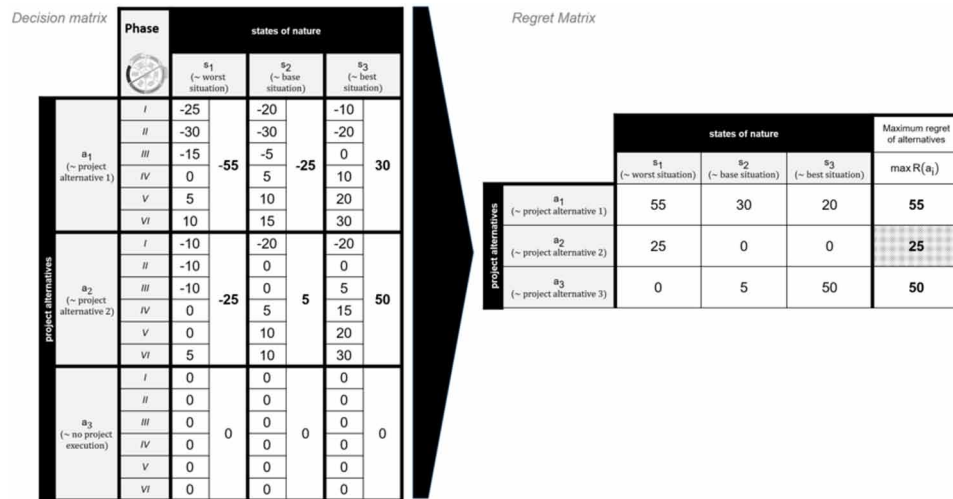 Decision matrix
Regret Matrix
Phase
states of nature
s1
(~ worst
situation)
s2
(~ base
situation)
s3
(~ best
situation)
project alternatives
a1
(~ project
alternative 1)
I -25 -20 -10
II -30 -30 -20
III -15 -5 0
IV 0 5 10
V 5 10 20
VI 10 15 30
-55 -25 30
a2
(~ project
alternative 2)
I -10 -20 -20
II -10 0 0
III -10 0 5
IV 0 5 15
V 0 10 20
VI 5 10 30
-25 5 50
a3
(~ no project
execution)
I 0 0 0
II 0 0 0
III 0 0 0
IV 0 0 0
V 0 0 0
VI 0 0 0
0 0 0
states of nature
Maximum regret
of alternatives
s1
(~ worst situation)
s2
(~ base situation)
s3
(~ best situation)
max R(ai)
project alternatives
a1
(~ project alternative 1)
55 30 20 55
a2
(~ project alternative 2)
25 0 0 25
a3
(~ project alternative 3)
0 5 50 50